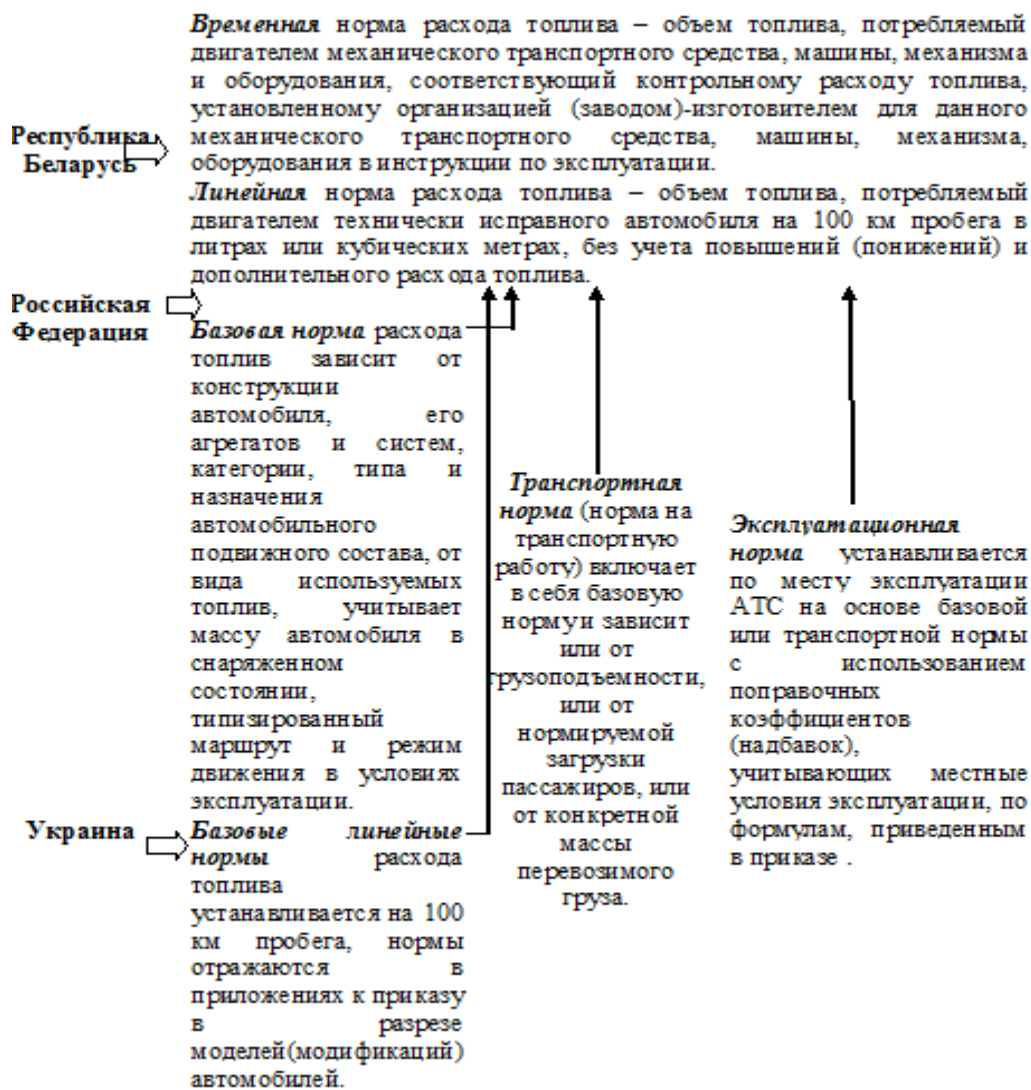 Временная норма расхода топлива – объем топлива, потребляемый
двигателем механического транспортного средства, машины, механизма
и оборудования, соответствующий контрольному расходу топлива,
установленному организацией (заводом)-изготовителем для данного
механического транспортного средства, машины, механизма,
оборудования в инструкции по эксплуатации.
Республика
Беларусь
Линейная норма расхода топлива – объем топлива, потребляемый
двигателем технически исправного автомобиля на 100 км пробега в
литрах или кубических метрах, без учета повышений (понижений) и
дополнительного расхода топлива.
Российская
Федерация
Базовая норма расхода
топлив зависит от
конструкции
автомобиля, его
агрегатов и систем,
категории, типа и
назначения
автомобильного
подвижного состава, от
вида используемых
топлив, учитывает
массу автомобиля в
снаряженном
состоянии,
типизированный
маршрут и режим
движения в условиях
эксплуатации.
Транспортная
норма (норма на
транспортную
работу) включает
в себя базовую
норму и зависит
или от
грузоподъемности,
или от
нормируемой
загрузки
пассажиров, или
от конкретной
массы
перевозимого
груза.
Эксплуатационная
норма устанавливается
по месту эксплуатации
АТС на основе базовой
или транспортной нормы
с использованием
поправочных
коэффициентов
(надбавок),
учитывающих местные
условия эксплуатации, по
формулам, приведенным
в приказе .
Украина
Базовые линейные
нормы расхода
топлива
устанавливается на 100
км пробега, нормы
отражаются в
приложениях к приказу
в разрезе
моделей(модификаций)
автомобилей.